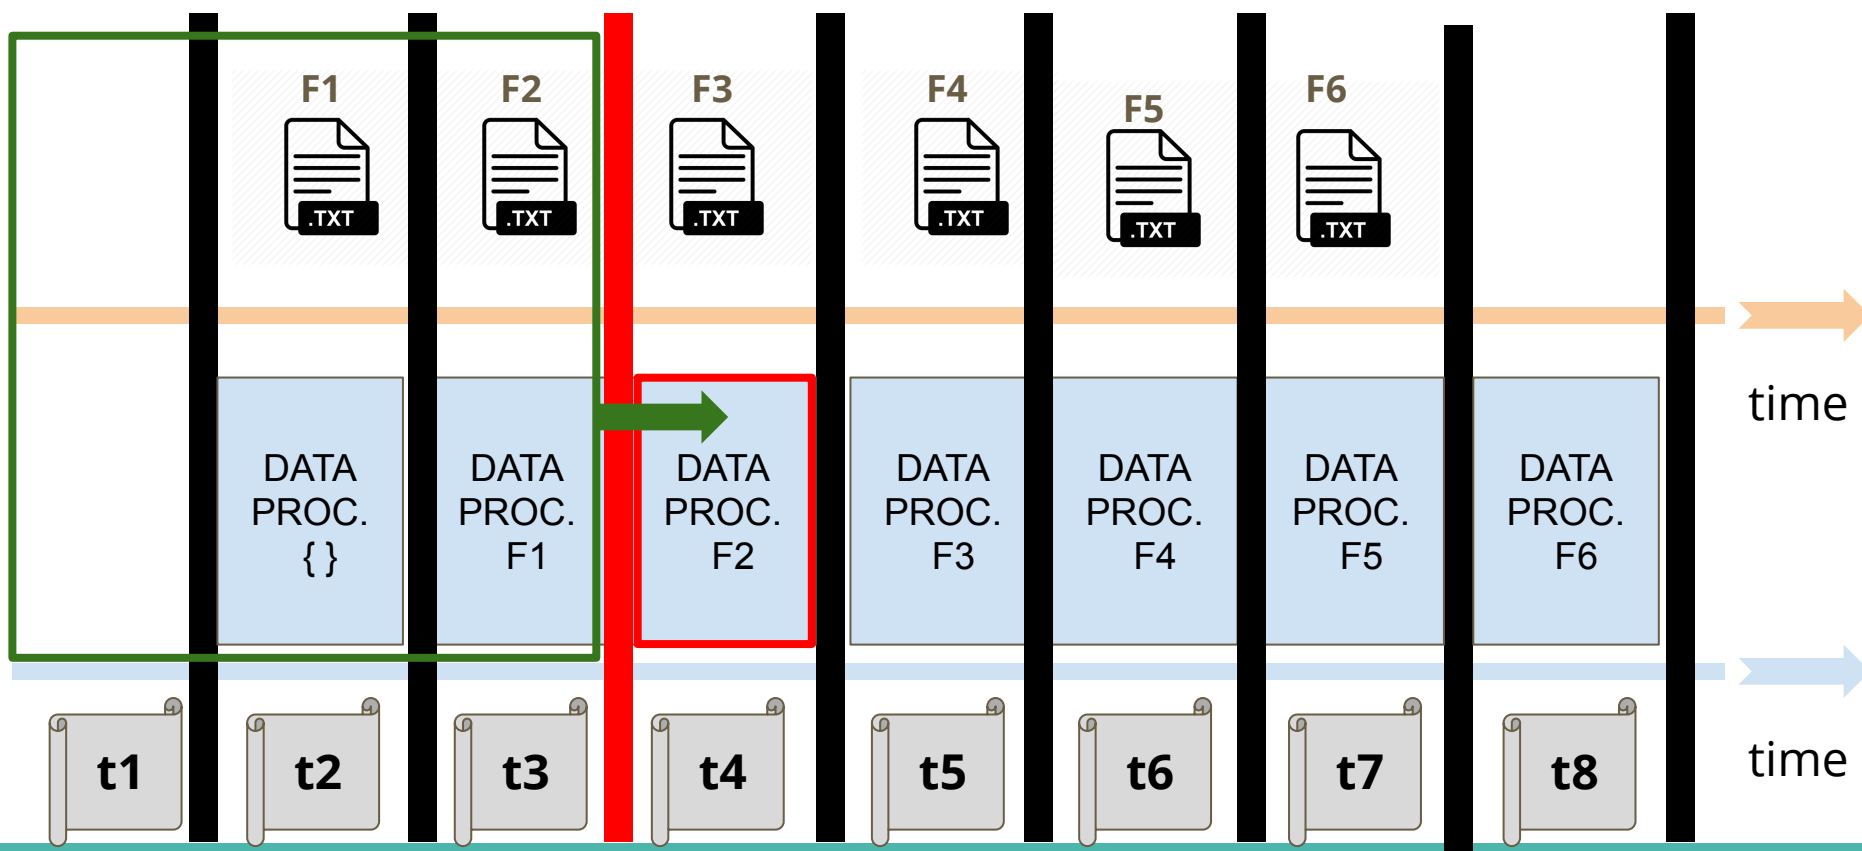 F1
F2
F3
F4
F5
F6
.TXT
.TXT
.TXT
.TXT
.TXT
.TXT
time
DATA
PROC.
{ }
DATA
PROC.
F1
DATA
PROC.
F2
DATA
PROC.
F3
DATA
PROC.
F4
DATA
PROC.
F5
DATA
PROC.
F6
time
t1
t2
t3
t4
t5
t6
t7
t8